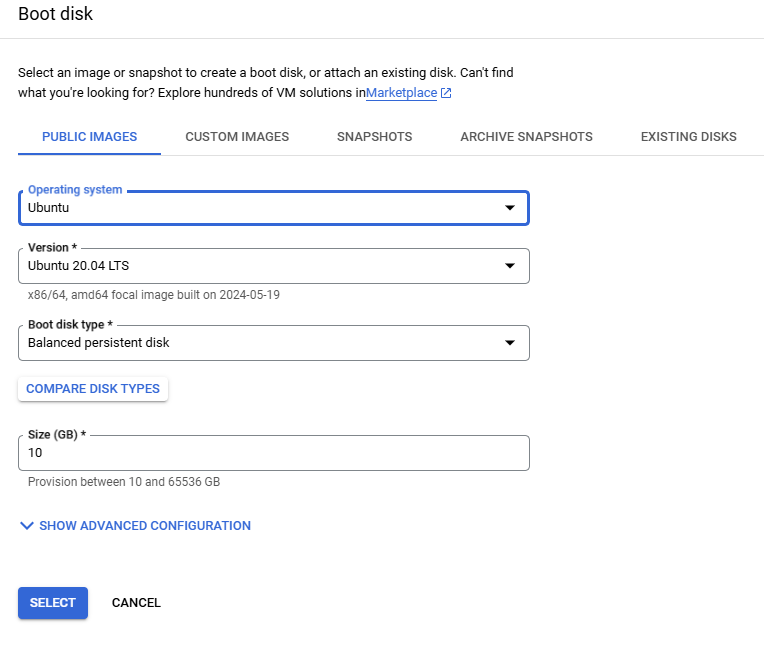 Boot disk
Select an image or snapshot to create a boot disk, or attach an existing disk. Can't find
what you're looking for? Explore hundreds of VM solutions inMarketplace
PUBLIC IMAGES CUSTOM IMAGES SNAPSHOTS ARCHIVE SNAPSHOTS EXISTING DISKS
Operating system
Ubuntu
Version *
Ubuntu 20.04 LTS
x86/64, amd64 focal image built on 2024-05-19
Boot disk type *
Balanced persistent disk
COMPARE DISK TYPES
Size (GB) *
10
Provision between 10 and 65536 GB
SHOW ADVANCED CONFIGURATION
SELECT CANCEL